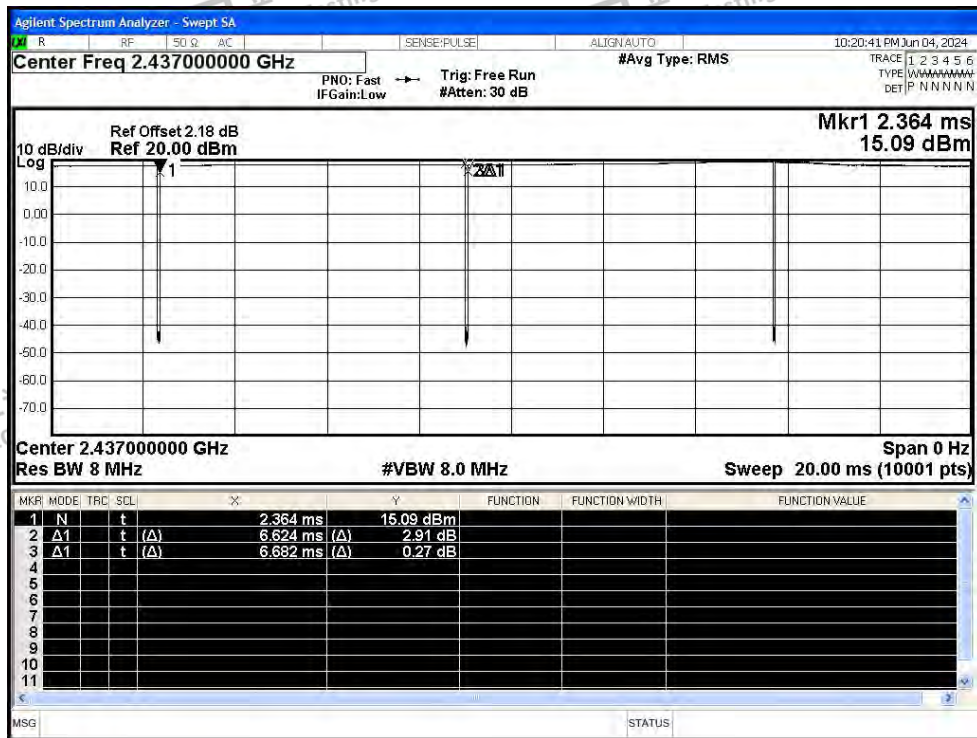 Agilent Spectrum Analyzer - Swept SA
LXI R RF 50 Ω AC SENSE:PULSE ALIGN AUTO 10:20:41 PM Jun 04, 2024
Center Freq 2.437000000 GHz #Avg Type: RMS TRACE 1 2 3 4 5 6
PNO: Fast Trig: Free Run TYPE WWWWWW
IFGain:Low #Atten: 30 dB DET P N N N N N
Mkr1 2.364 ms
Ref Offset 2.18 dB
10 dB/div Ref 20.00 dBm 15.09 dBm
Log
1
10.0
0.00
-10.0
-20.0
-30.0
-40.0
-50.0
-60.0
-70.0
Center 2.437000000 GHz Span 0 Hz
Res BW 8 MHz #VBW 8.0 MHz Sweep 20.00 ms (10001 pts)
MKR MODE TRC SCL X Y FUNCTION FUNCTION WIDTH FUNCTION VALUE
1 N t 2.364 ms 15.09 dBm
2 Δ1 t (Δ) 6.624 ms (Δ) 2.91 dB
3 Δ1 t (Δ) 6.682 ms (Δ) 0.27 dB
4
5
6
7
8
9
10
11
MSG STATUS